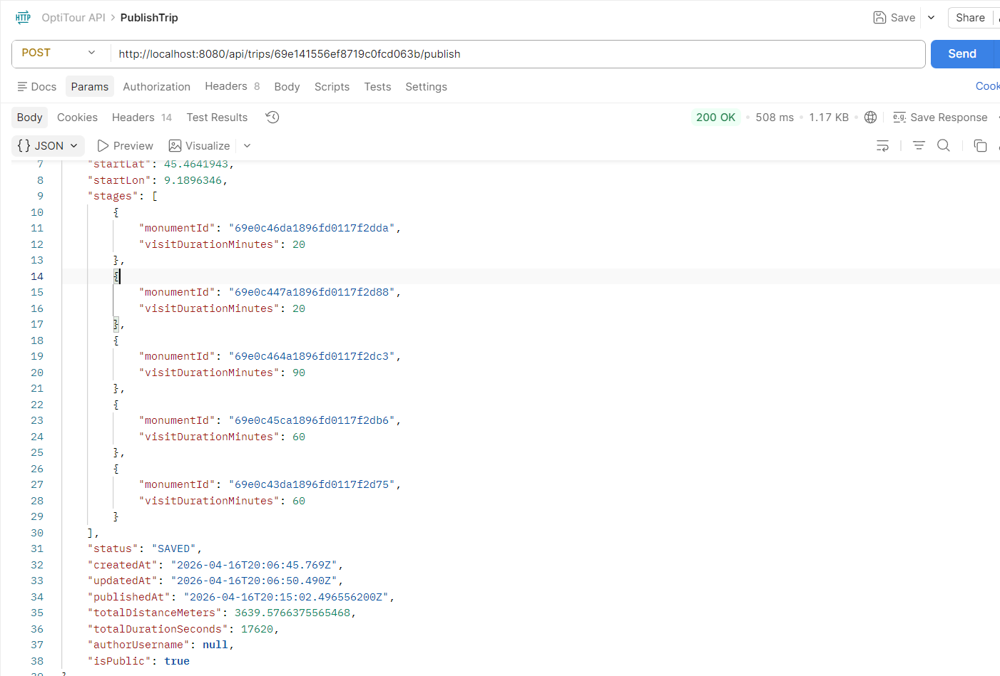 HTTP OptiTour API > PublishTrip Save Share
POST http://localhost:8080/api/trips/69e141556ef8719c0fcd063b/publish Send
Docs Params Authorization Headers 8 Body Scripts Tests Settings Cook
Body Cookies Headers 14 Test Results 200 OK • 508 ms • 1.17 KB • e.g. Save Response
{} JSON Preview Visualize
7 "startLat": 45.4641943,
8 "startLon": 9.1896346,
9 "stages": [
10 {
11 "monumentId": "69e0c46da1896fd0117f2dda",
12 "visitDurationMinutes": 20
13 },
14 {
15 "monumentId": "69e0c447a1896fd0117f2d88",
16 "visitDurationMinutes": 20
17 },
18 {
19 "monumentId": "69e0c464a1896fd0117f2dc3",
20 "visitDurationMinutes": 90
21 },
22 {
23 "monumentId": "69e0c45ca1896fd0117f2db6",
24 "visitDurationMinutes": 60
25 },
26 {
27 "monumentId": "69e0c43da1896fd0117f2d75",
28 "visitDurationMinutes": 60
29 }
30 ],
31 "status": "SAVED",
32 "createdAt": "2026-04-16T20:06:45.769Z",
33 "updatedAt": "2026-04-16T20:06:50.490Z",
34 "publishedAt": "2026-04-16T20:15:02.496556200Z",
35 "totalDistanceMeters": 3639.5766375565468,
36 "totalDurationSeconds": 17620,
37 "authorUsername": null,
38 "isPublic": true
39 }